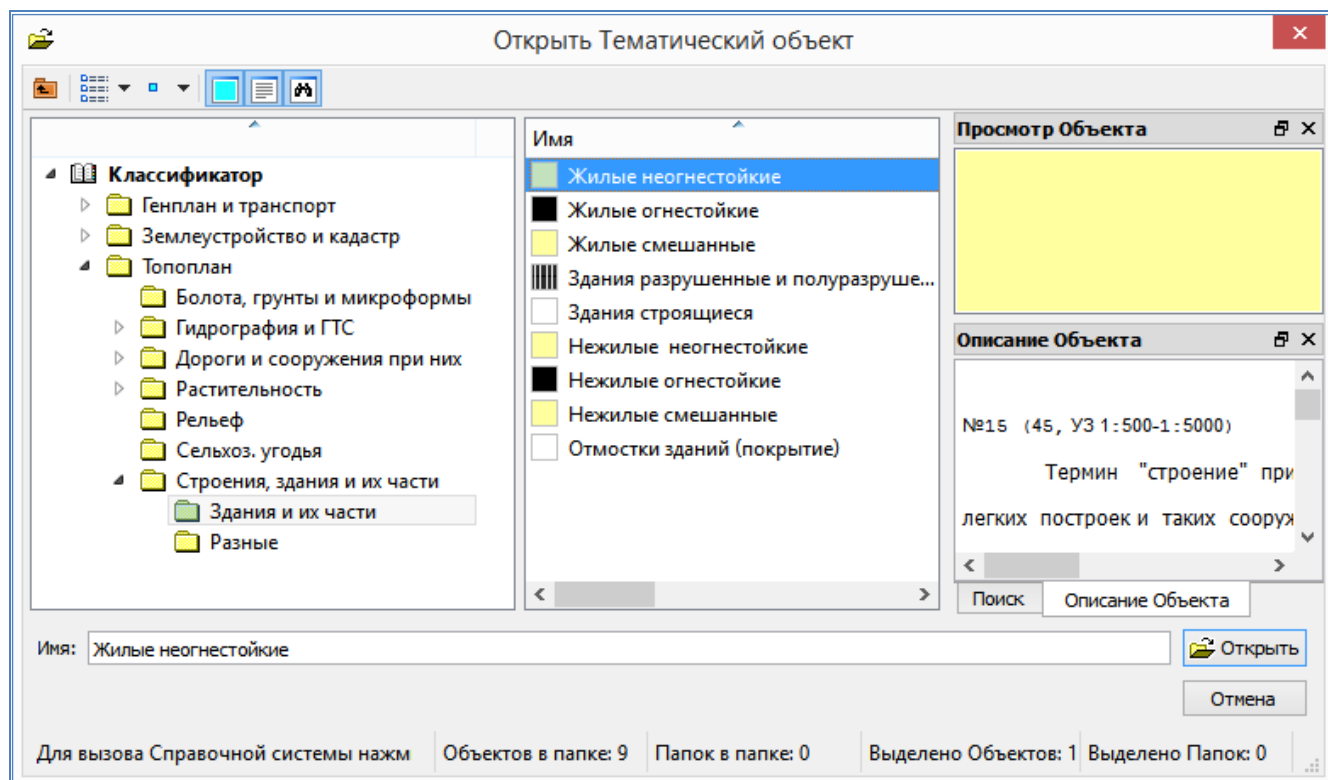 Открыть Тематический объект
Классификатор
Генплан и транспорт
Землеустройство и кадастр
Топоплан
Болота, грунты и микроформы
Гидрография и ГТС
Дороги и сооружения при них
Растительность
Рельеф
Сельхоз. угодья
Строения, здания и их части
Здания и их части
Разные
Имя
Жилые неогнестойкие
Жилые огнестойкие
Жилые смешанные
Здания разрушенные и полуразруше...
Здания строящиеся
Нежилые  неогнестойкие
Нежилые огнестойкие
Нежилые смешанные
Отмостки зданий (покрытие)
Просмотр Объекта
Описание Объекта
№15 (45, УЗ 1:500-1:5000)
Термин "строение" при
легких построек и таких сооруж
Поиск Описание Объекта
Имя: Жилые неогнестойкие
Открыть
Отмена
Для вызова Справочной системы нажм Объектов в папке: 9 Папок в папке: 0 Выделено Объектов: 1 Выделено Папок: 0